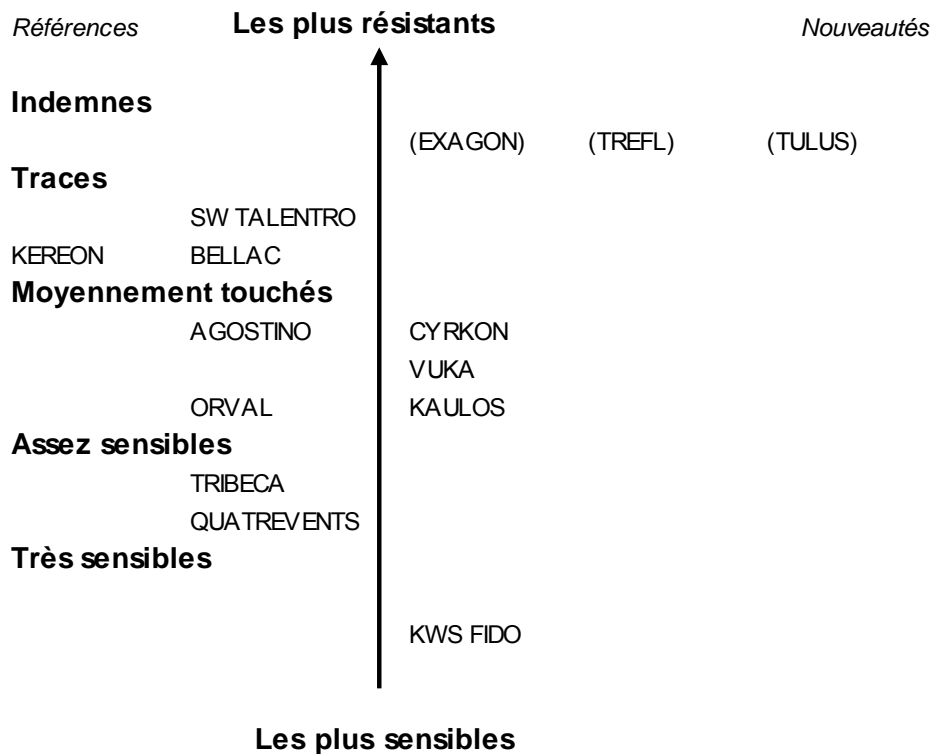 Références Les plus résistants Nouveautés
Indemnes
(EXAGON) (TREFL) (TULUS)
Traces
SW TALENTRO
KEREON BELLAC
Moyennement touchés
AGOSTINO CYRKON
VUKA
ORVAL KAULOS
Assez sensibles
TRIBECA
QUATREVENTS
Très sensibles
KWS FIDO
Les plus sensibles